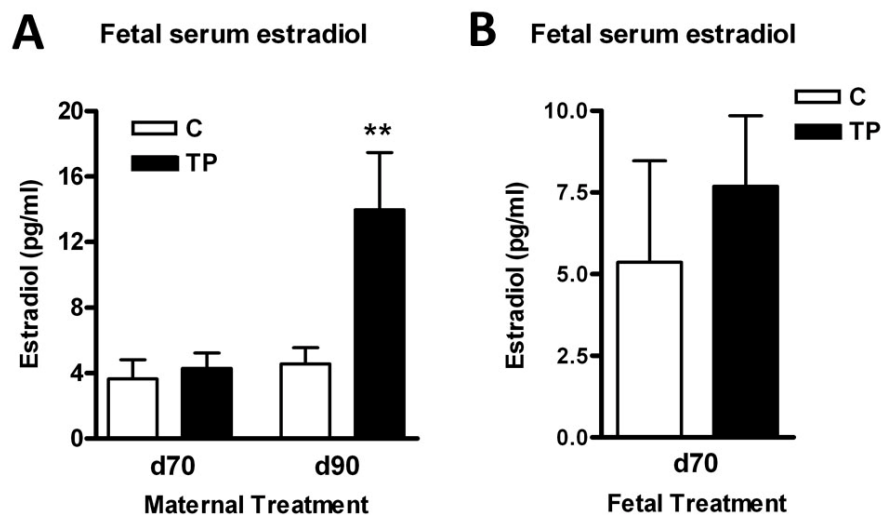 A
Fetal serum estradiol
Estradiol (pg/ml)
20
16
12
8
4
0
C
TP
**
d70
d90
Maternal Treatment
B
Fetal serum estradiol
Estradiol (pg/ml)
10.0
7.5
5.0
2.5
0.0
C
TP
d70
Fetal Treatment